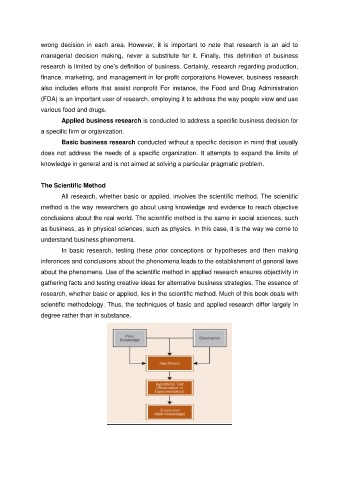 wrong decision in each area. However, it is important to note that research is an aid to
managerial decision making, never a substitute for it. Finally, this definition of business
research is limited by one's definition of business. Certainly, research regarding production,
finance, marketing, and management in for-profit corporations However, business research
also includes efforts that assist nonprofit For instance, the Food and Drug Administration
(FDA) is an important user of research, employing it to address the way people view and use
various food and drugs.
Applied business research is conducted to address a specific business decision for
a specific firm or organization.
Basic business research conducted without a specific decision in mind that usually
does not address the needs of a specific organization. It attempts to expand the limits of
knowledge in general and is not aimed at solving a particular pragmatic problem.
The Scientific Method
All research, whether basic or applied, involves the scientific method. The scientific
method is the way researchers go about using knowledge and evidence to reach objective
conclusions about the real world. The scientific method is the same in social sciences, such
as business, as in physical sciences, such as physics. In this case, it is the way we come to
understand business phenomena.
In basic research, testing these prior conceptions or hypotheses and then making
inferences and conclusions about the phenomena leads to the establishment of general laws
about the phenomena. Use of the scientific method in applied research ensures objectivity in
gathering facts and testing creative ideas for alternative business strategies. The essence of
research, whether basic or applied, lies in the scientific method. Much of this book deals with
scientific methodology. Thus, the techniques of basic and applied research differ largely in
degree rather than in substance.
Prior
Knowledge
Observation
Hypotheses
Hypothesis Test
(Observation or
Experimentation)
Conclusion
(New Knowledge)